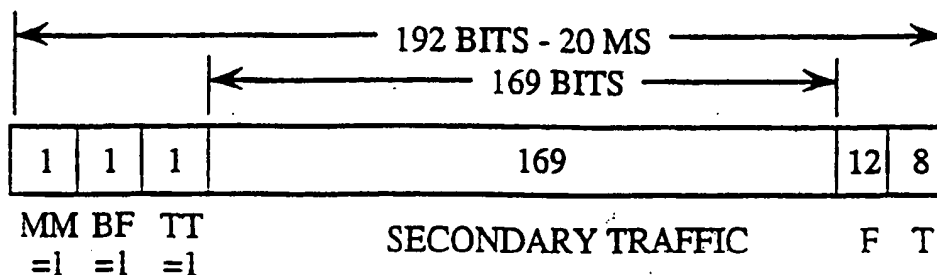 192 BITS - 20 MS
169 BITS
1 1 1 169 12 8
MM BF TT SECONDARY TRAFFIC F T
=1 =1 =1